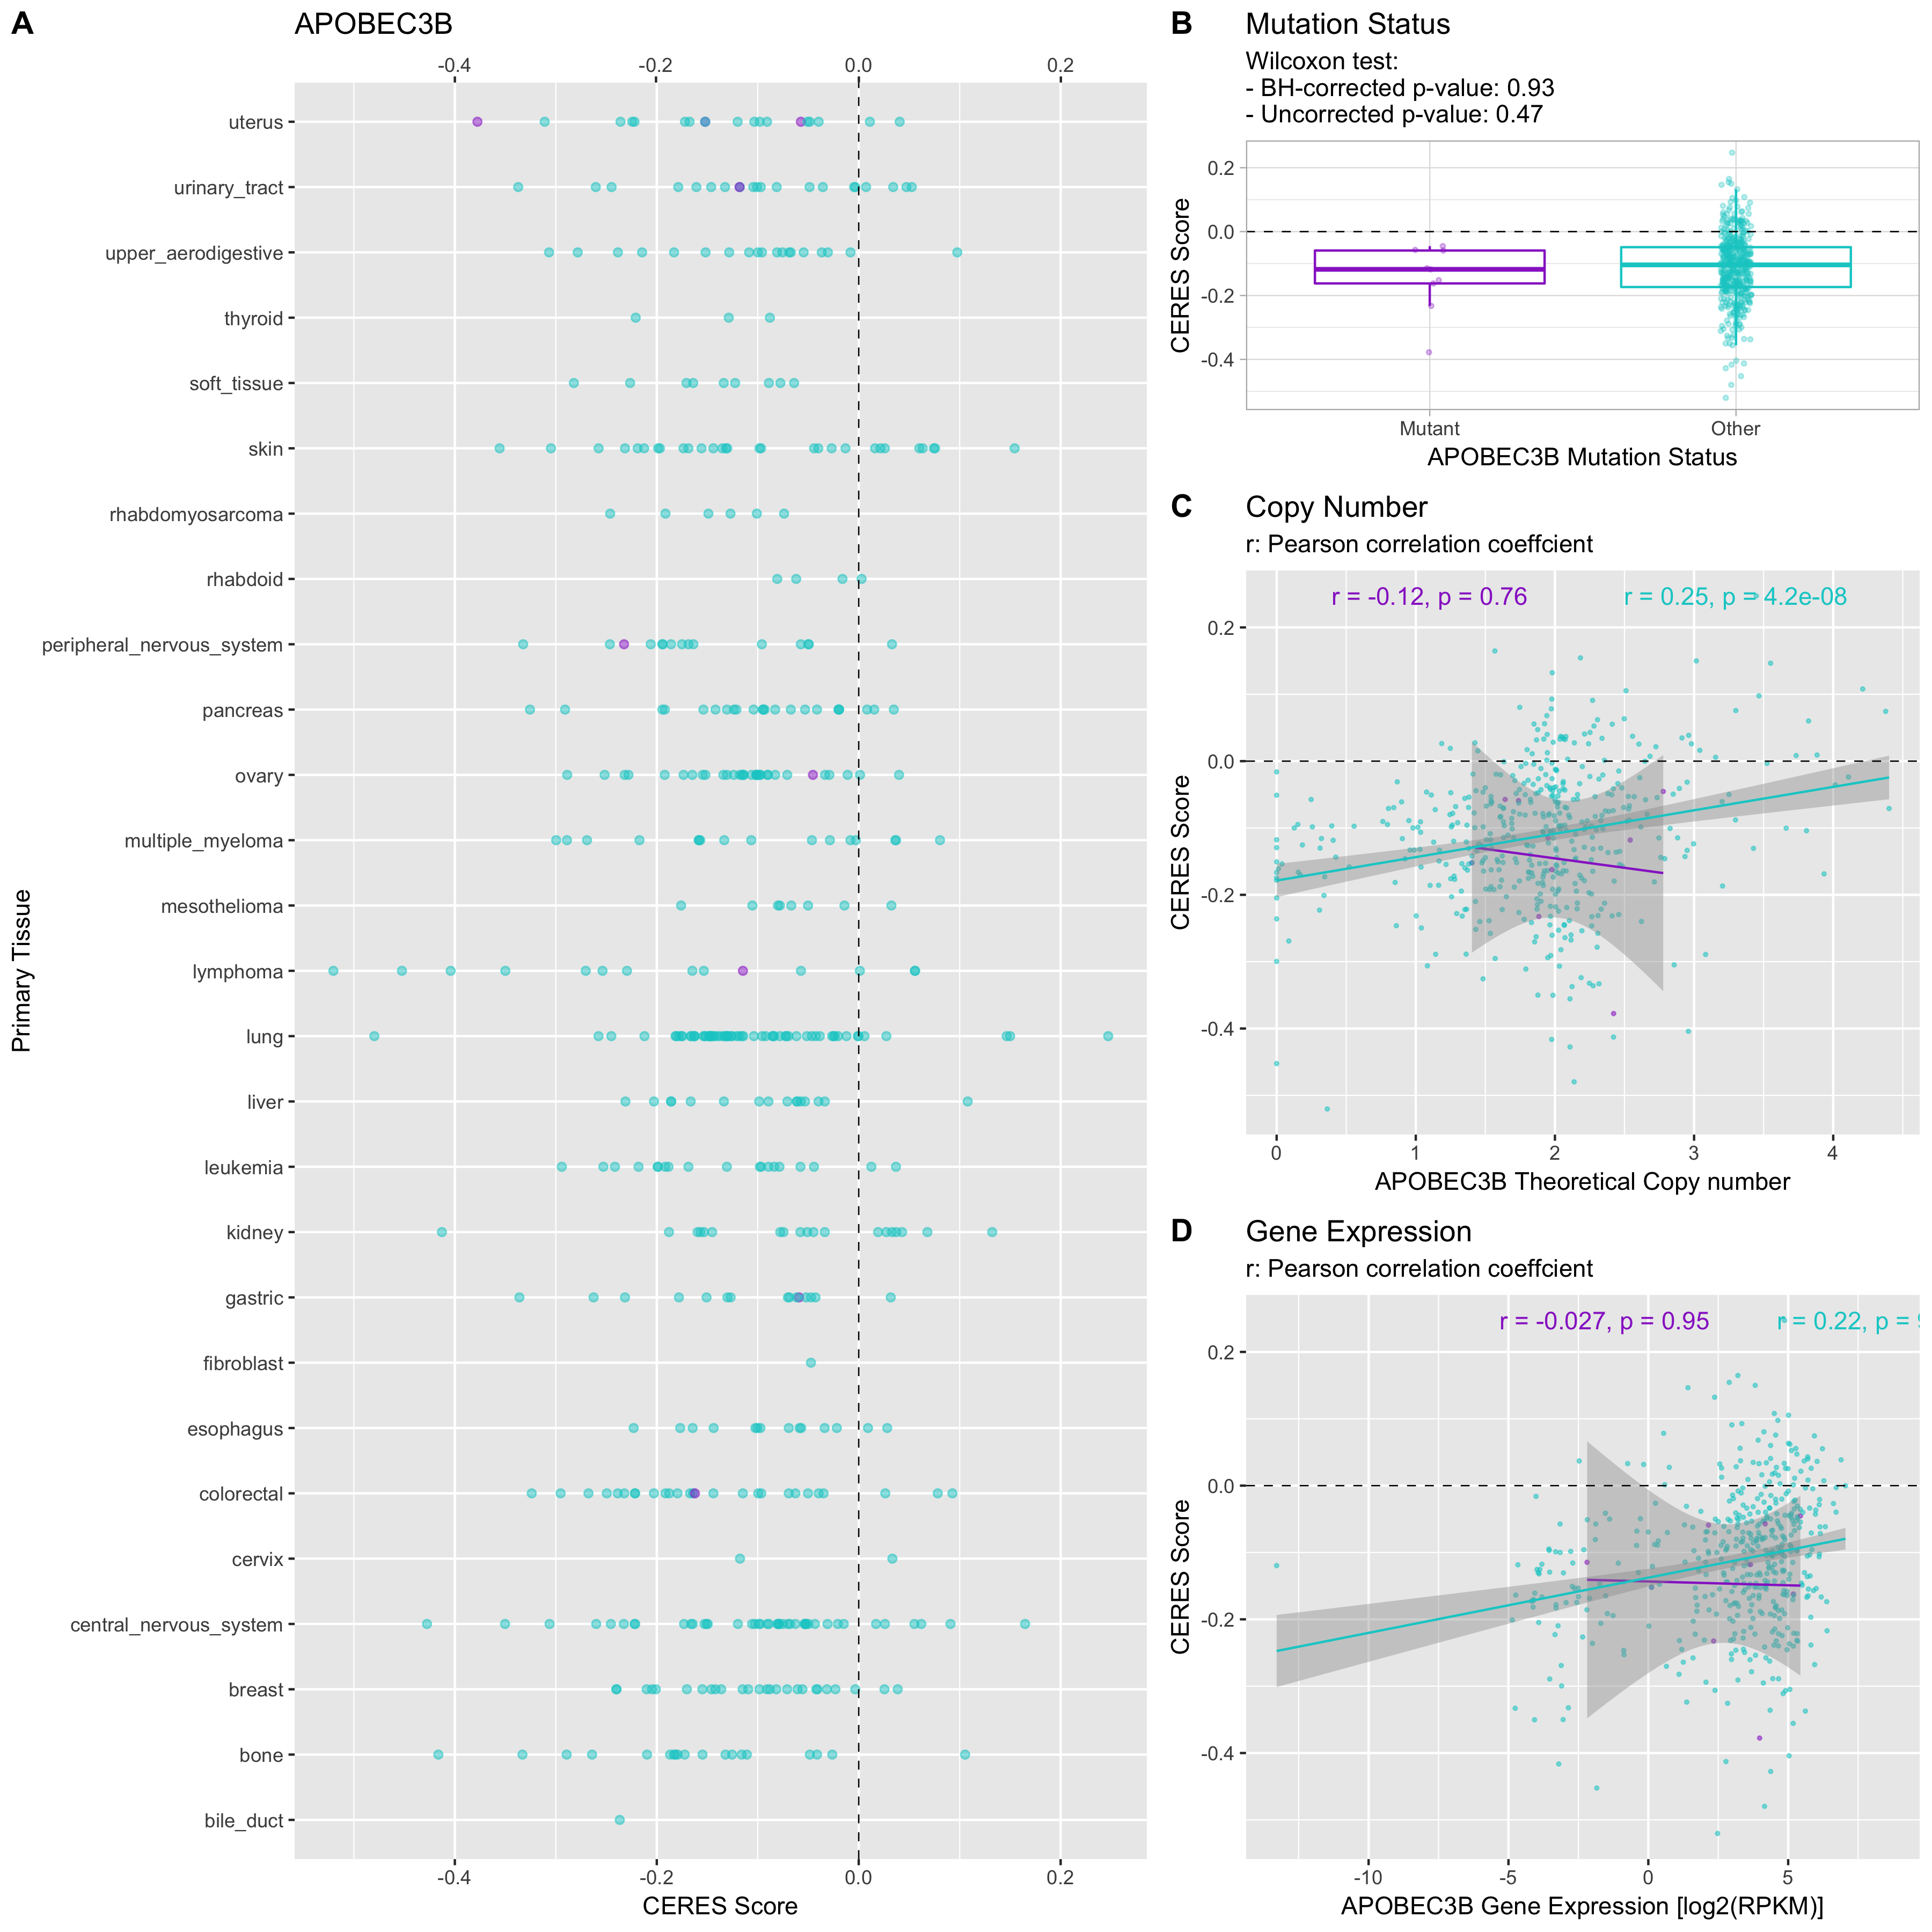 A
APOBEC3B
-0.4 -0.2 0.0 0.2
uterus
urinary_tract
upper_aerodigestive
thyroid
soft_tissue
skin
rhabdomyosarcoma
rhabdoid
peripheral_nervous_system
pancreas
ovary
multiple_myeloma
mesothelioma
lymphoma
lung
liver
leukemia
kidney
gastric
fibroblast
esophagus
colorectal
cervix
central_nervous_system
breast
bone
bile_duct
Primary Tissue
-0.4 -0.2 0.0 0.2
CERES Score
B
Mutation Status
Wilcoxon test:
- BH-corrected p-value: 0.93
- Uncorrected p-value: 0.47
0.2
0.0
-0.2
-0.4
CERES Score
Mutant Other
APOBEC3B Mutation Status
C
Copy Number
r: Pearson correlation coeffcient
r = -0.12, p = 0.76 r = 0.25, p = 4.2e-08
0.2
0.0
-0.2
-0.4
CERES Score
0 1 2 3 4
APOBEC3B Theoretical Copy number
D
Gene Expression
r: Pearson correlation coeffcient
r = -0.027, p = 0.95 r = 0.22, p =
0.2
0.0
-0.2
-0.4
CERES Score
-10 -5 0 5
APOBEC3B Gene Expression [log2(RPKM)]